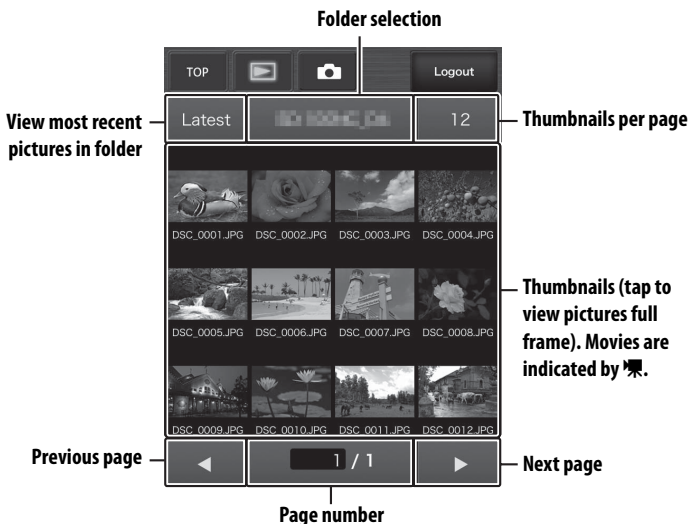 Folder selection
TOP
Logout
View most recent
pictures in folder
Latest
12
Thumbnails per page
DSC_0001.JPG DSC_0002.JPG DSC_0003.JPG DSC_0004.JPG
DSC_0005.JPG DSC_0006.JPG DSC_0007.JPG DSC_0008.JPG
Thumbnails (tap to
view pictures full
frame). Movies are
indicated by .
DSC_0009.JPG DSC_0010.JPG DSC_0011.JPG DSC_0012.JPG
Previous page
1 / 1
Next page
Page number